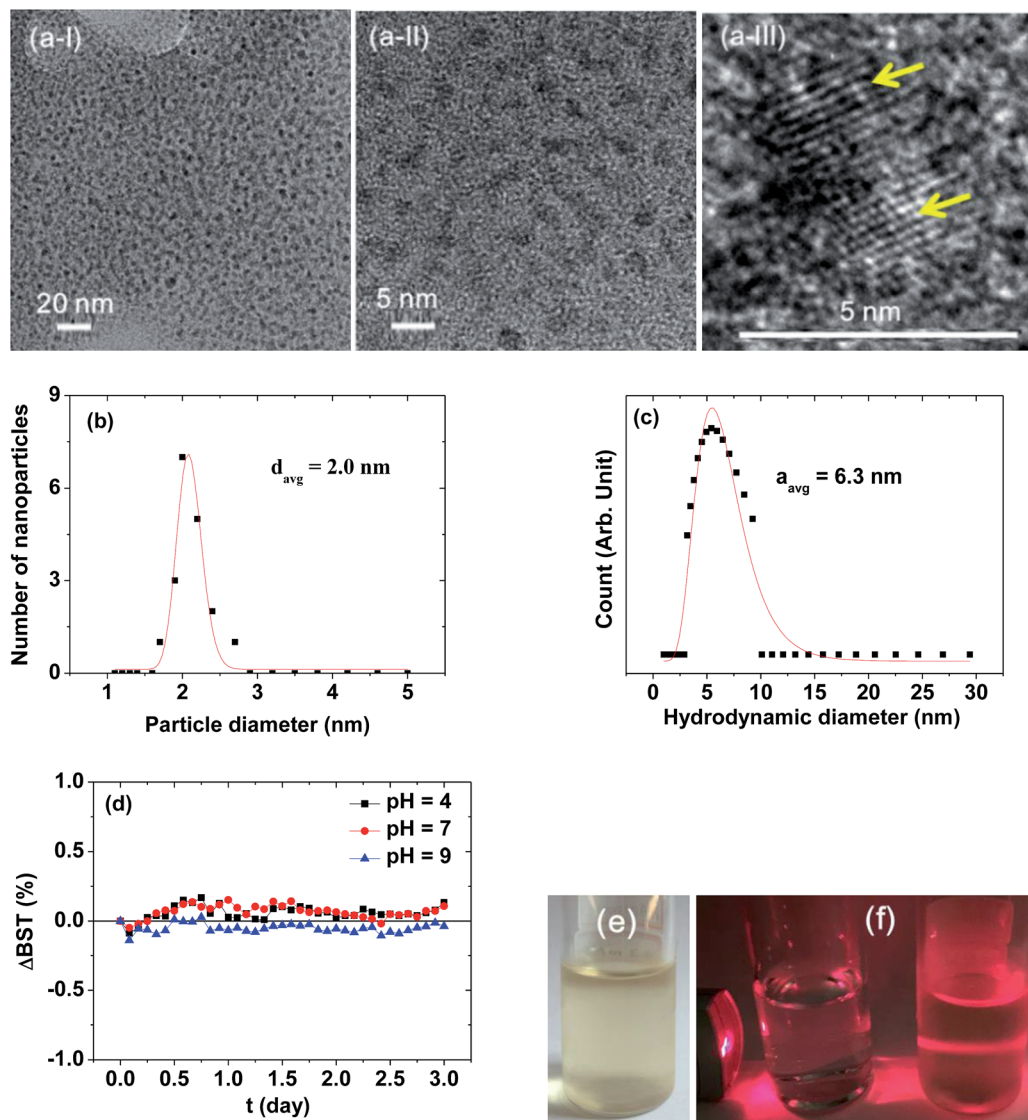 (a-I)
(a-II)
(a-III)
20 nm
5 nm
5 nm
9
6
3
0
(b)
d avg = 2.0 nm
Number of nanoparticles
1 2 3 4 5
Particle diameter (nm)
(c)
a avg = 6.3 nm
Count (Arb. Unit)
0 5 10 15 20 25 30
Hydrodynamic diameter (nm)
1.0
0.5
0.0
-0.5
-1.0
(d)
pH = 4
pH = 7
pH = 9
ΔBST (%)
0.0 0.5 1.0 1.5 2.0 2.5 3.0
t (day)
(e)
(f)